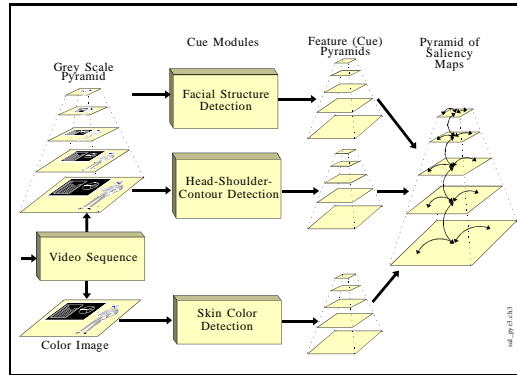 Cue Modules
Feature (Cue)
Pyramids
Pyramid of
Saliency
Maps
Grey Scale
Pyramid
Facial Structure
Detection
Head-Shoulder-
Contour Detection
Video Sequence
Skin Color
Detection
Color Image